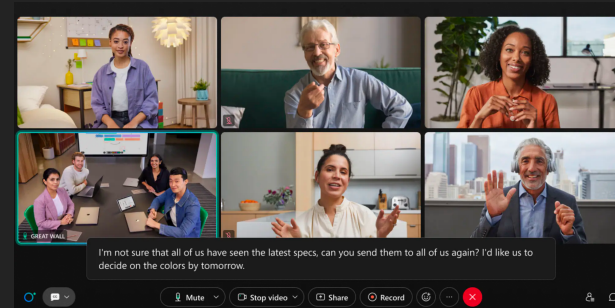 GREAT WALL
I'm not sure that all of us have seen the latest specs, can you send them to all of us again? I'd like us to
decide on the colors by tomorrow.
Mute
Stop video
Share
Record